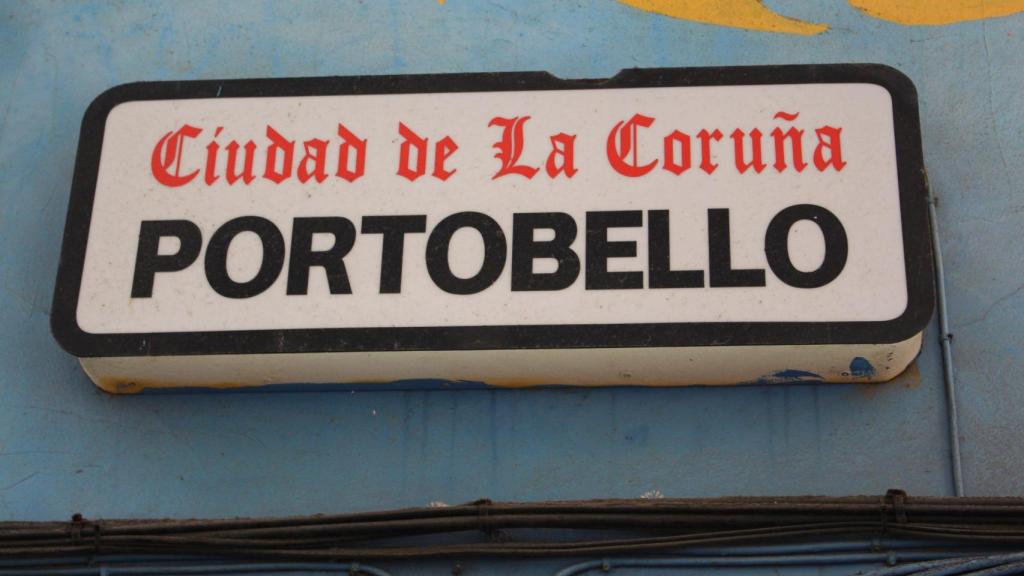 Ciudad de La Coruña
PORTOBELLO